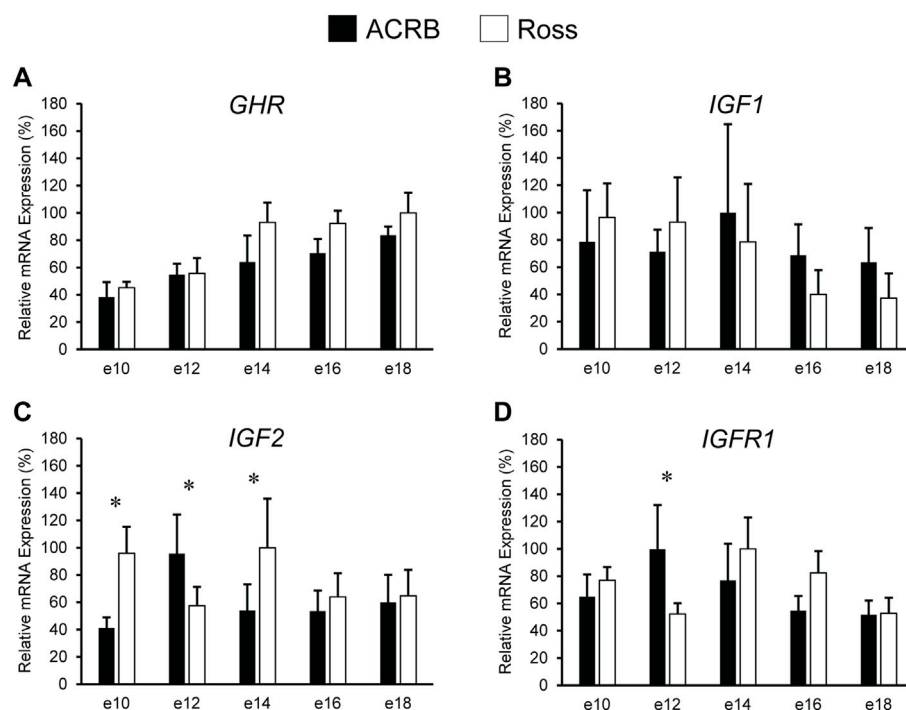 ACRB Ross
A B
GHR IGF1
Relative mRNA Expression (%) Relative mRNA Expression (%)
180 180
160 160
140 140
120 120
100 100
80 80
60 60
40 40
20 20
0 0
e10 e12 e14 e16 e18 e10 e12 e14 e16 e18
C D
IGF2 IGFR1
Relative mRNA Expression (%) Relative mRNA Expression (%)
180 180
160 160
* * * *
140 140
120 120
100 100
80 80
60 60
40 40
20 20
0 0
e10 e12 e14 e16 e18 e10 e12 e14 e16 e18